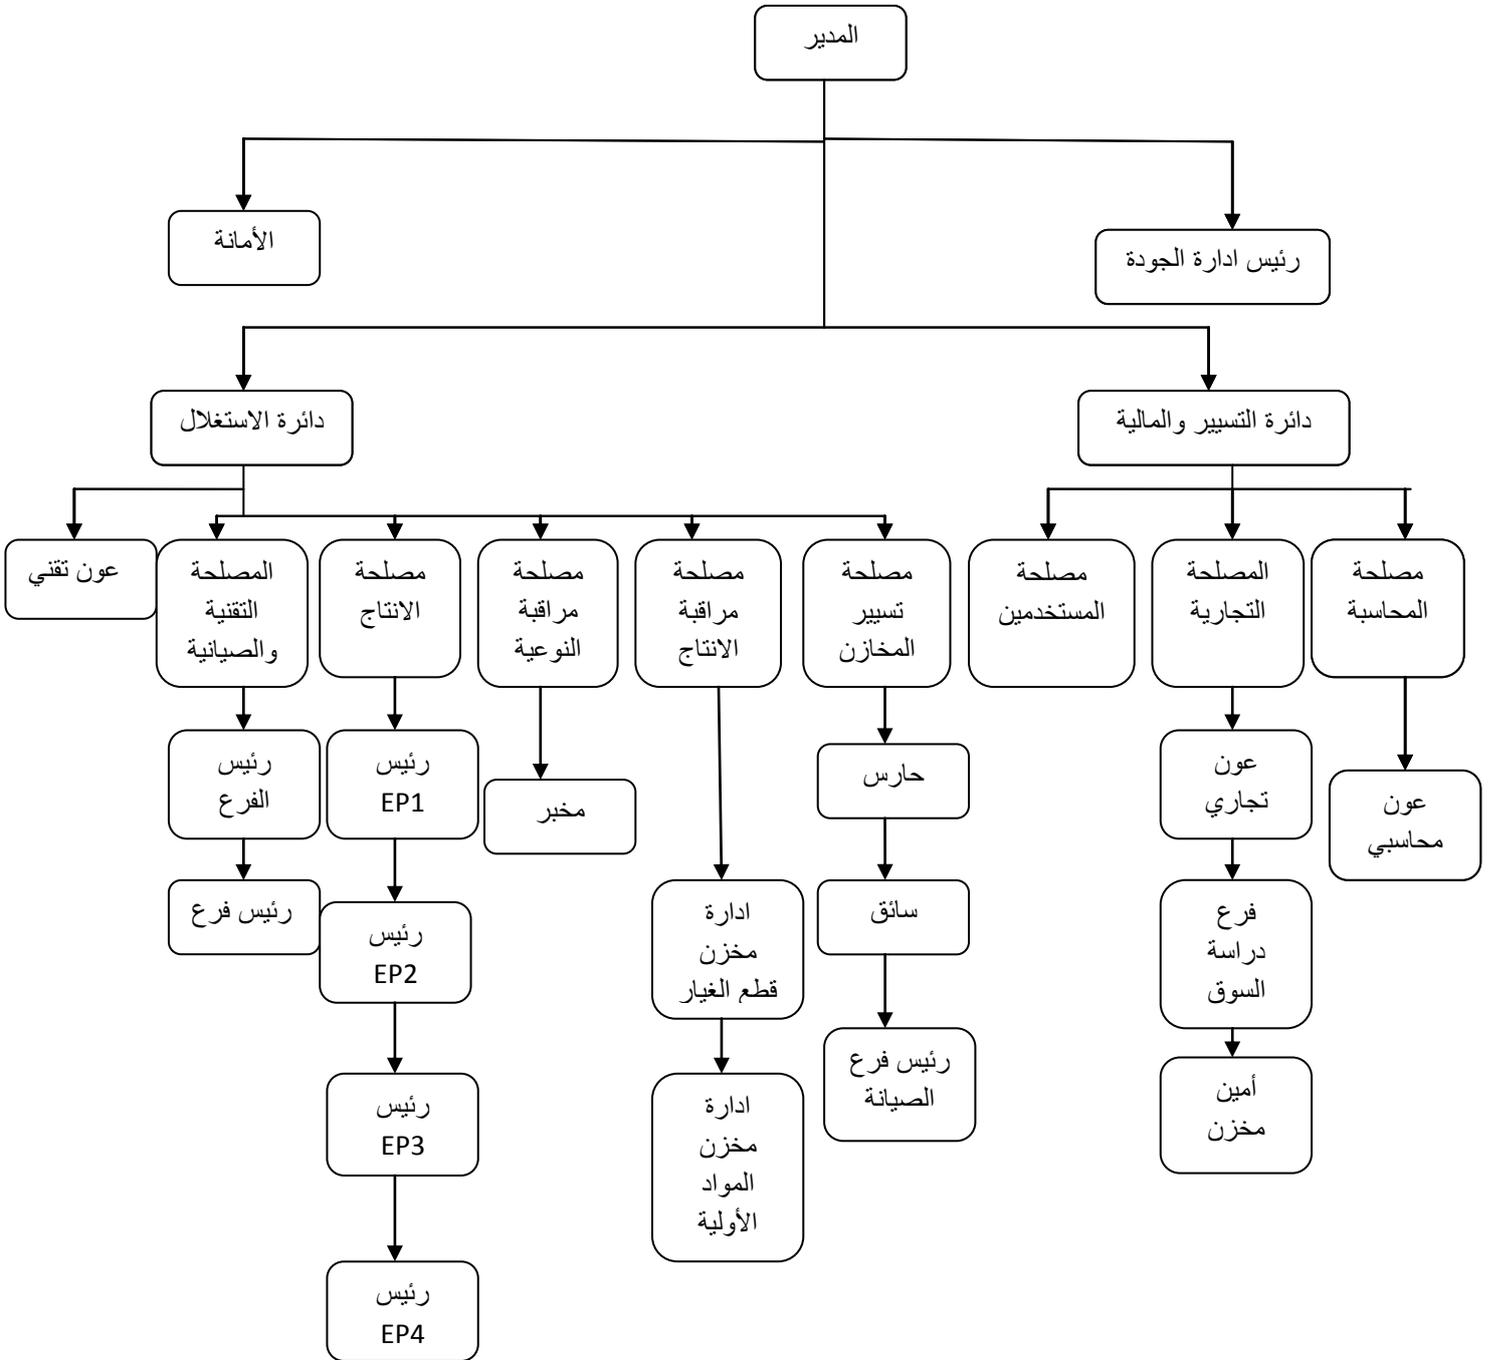 المدير
الأمانة
رئيس ادارة الجودة
دائرة الاستغلال
دائرة التسيير والمالية
مصلحة
المحاسبة
المصلحة
التجارية
مصلحة
المستخدمين
مصلحة
تسيير
المخازن
مصلحة
مراقبة
الانتاج
مصلحة
مراقبة
النوعية
مصلحة
الانتاج
المصلحة
التقنية
والصيانية
عون تقني
عون
محاسبي
عون
تجاري
حارس
مخبر
رئيس
EP1
رئيس
الفرع
فرع
دراسة
السوق
سائق
ادارة
مخزن
قطع الغيار
رئيس
EP2
رئيس فرع
أمين
مخزن
رئيس فرع
الصيانة
ادارة
مخزن
المواد
الأولية
رئيس
EP3
رئيس
EP4